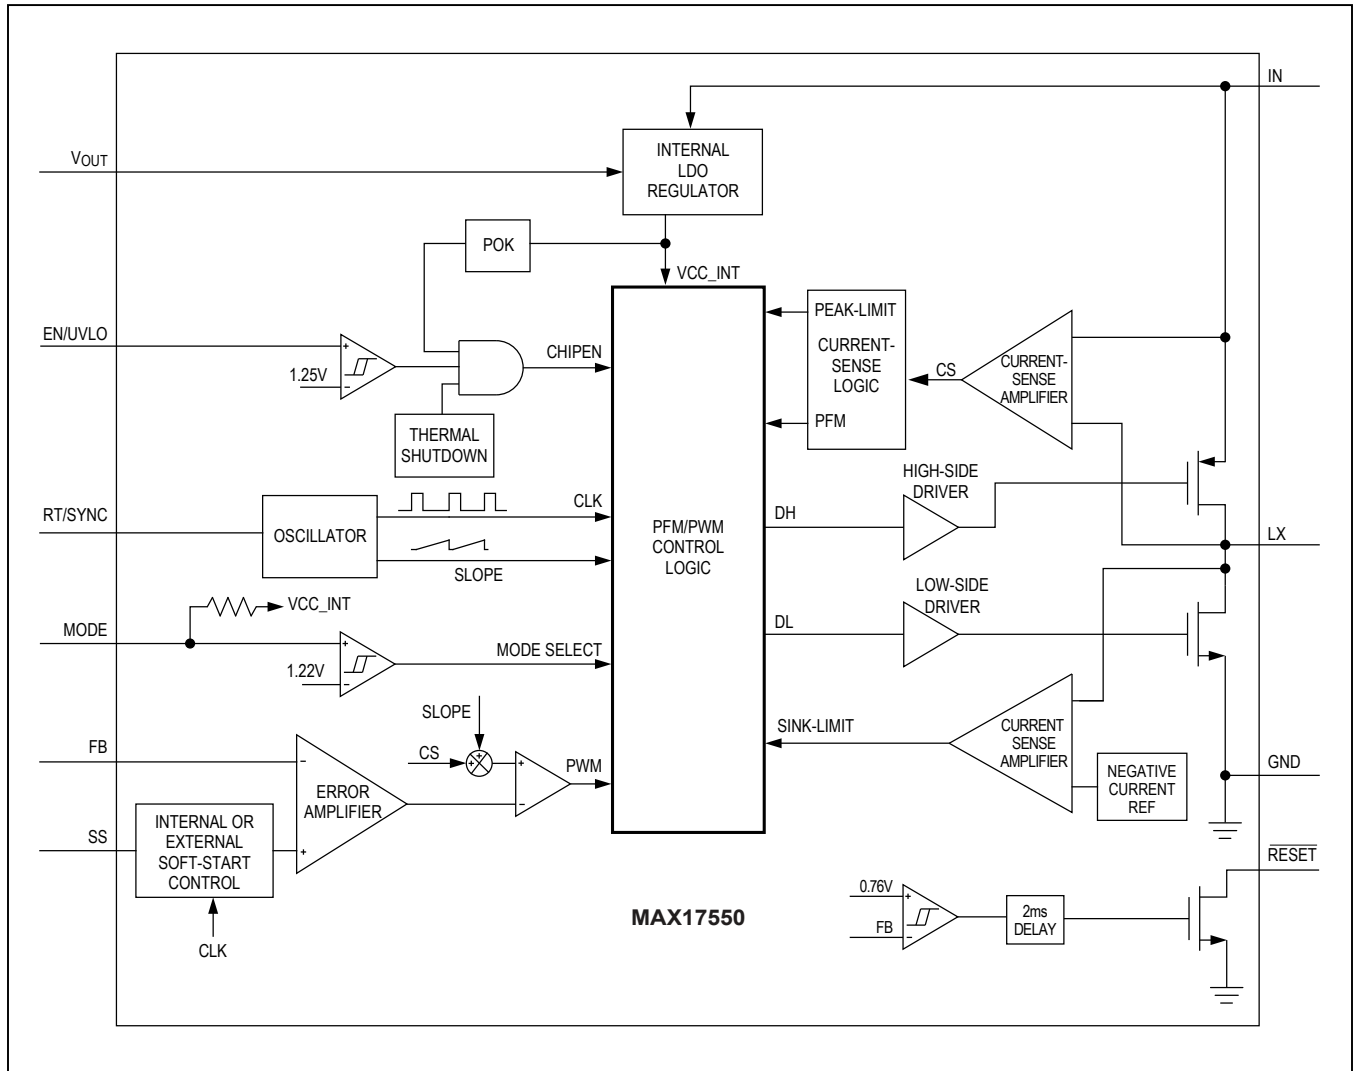 IN
VOUT
INTERNAL
LDO
REGULATOR
POK
VCC_INT
EN/UVLO
+
1.25V
−
CHIPEN
THERMAL
SHUTDOWN
PEAK-LIMIT
CURRENT-
SENSE
LOGIC
PFM
CS
CURRENT-
SENSE
AMPLIFIER
HIGH-SIDE
DRIVER
RT/SYNC
OSCILLATOR
CLK
SLOPE
PFM/PWM
CONTROL
LOGIC
DH
LX
LOW-SIDE
DRIVER
DL
VCC_INT
MODE
+
1.22V
−
MODE SELECT
SLOPE
FB
−
ERROR
AMPLIFIER
+
CS
+
+
+
−
PWM
SINK-LIMIT
CURRENT
SENSE
AMPLIFIER
NEGATIVE
CURRENT
REF
GND
SS
INTERNAL OR
EXTERNAL
SOFT-START
CONTROL
CLK
RESET
0.76V
+
FB
−
2ms
DELAY
MAX17550